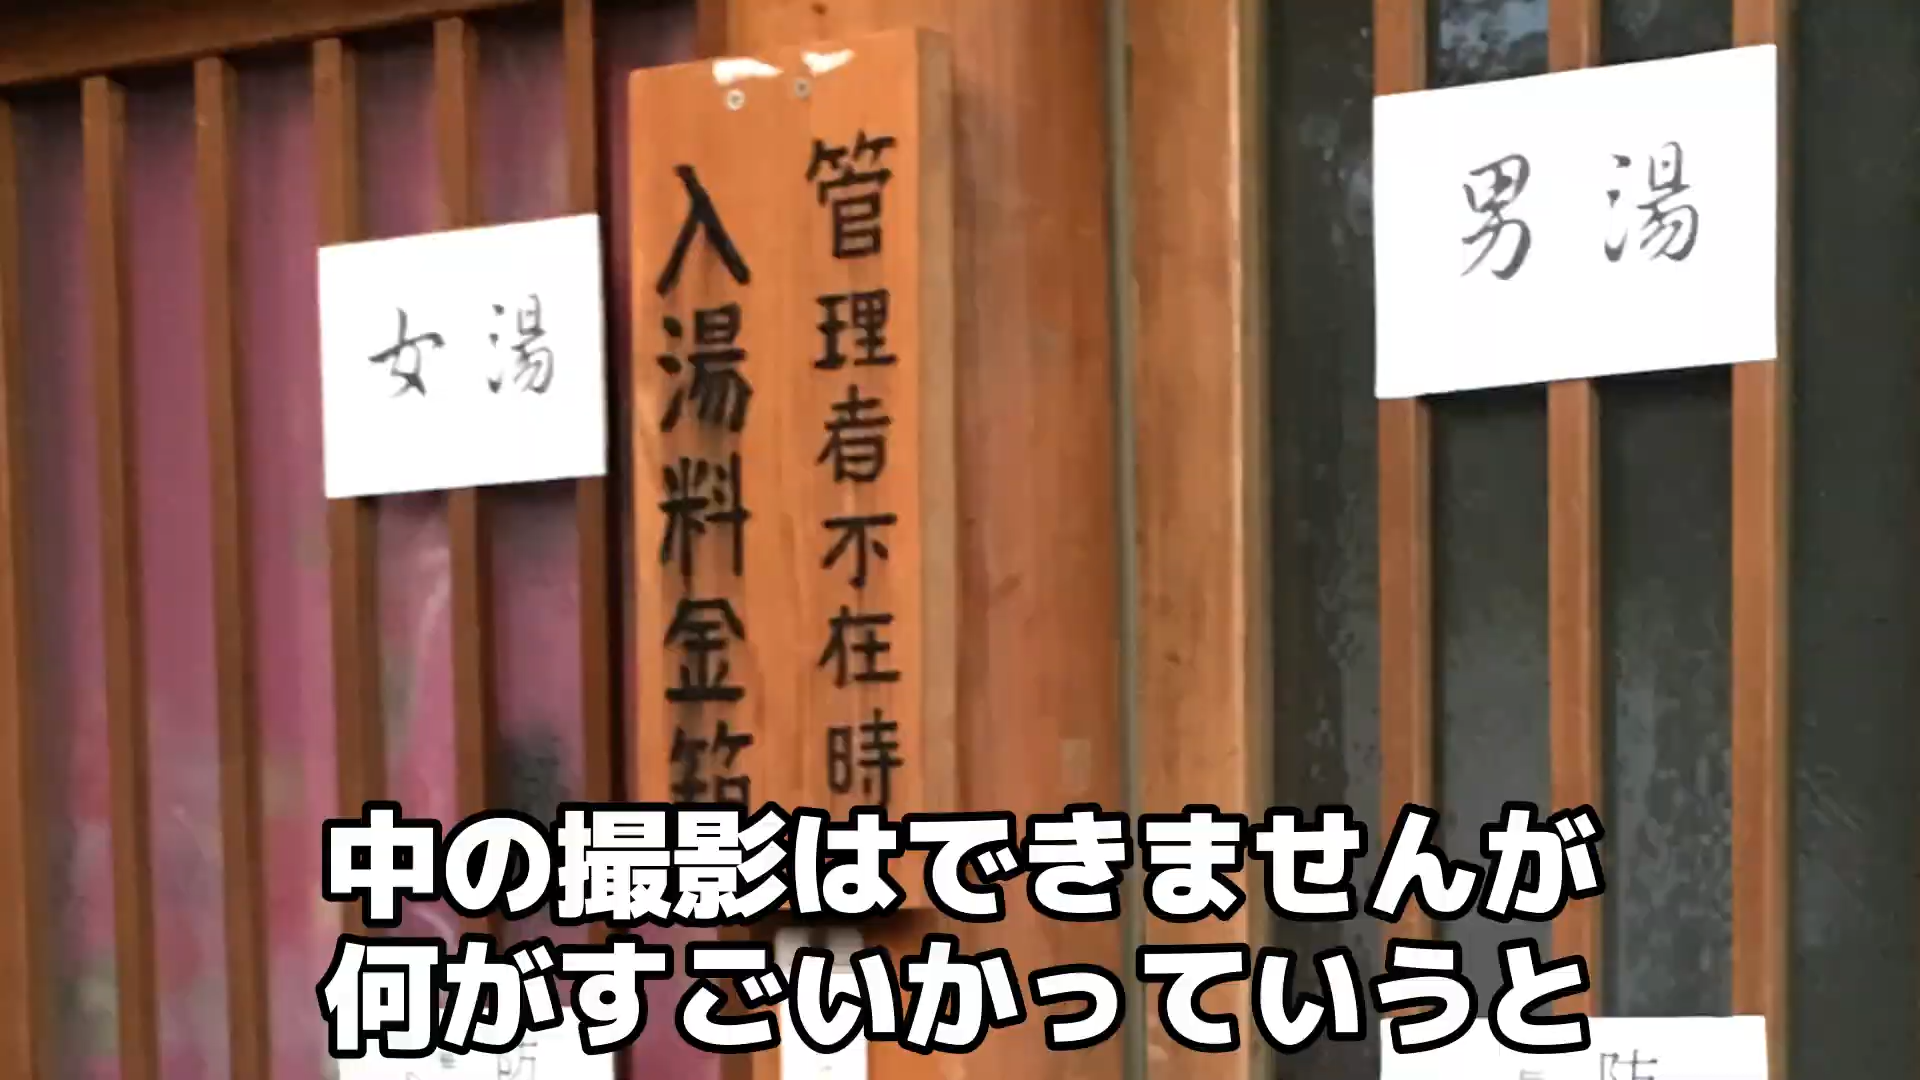 管理者不在時
入湯料金箱
女湯
男湯
中の撮影はできませんが
何がすごいかっていうと
防